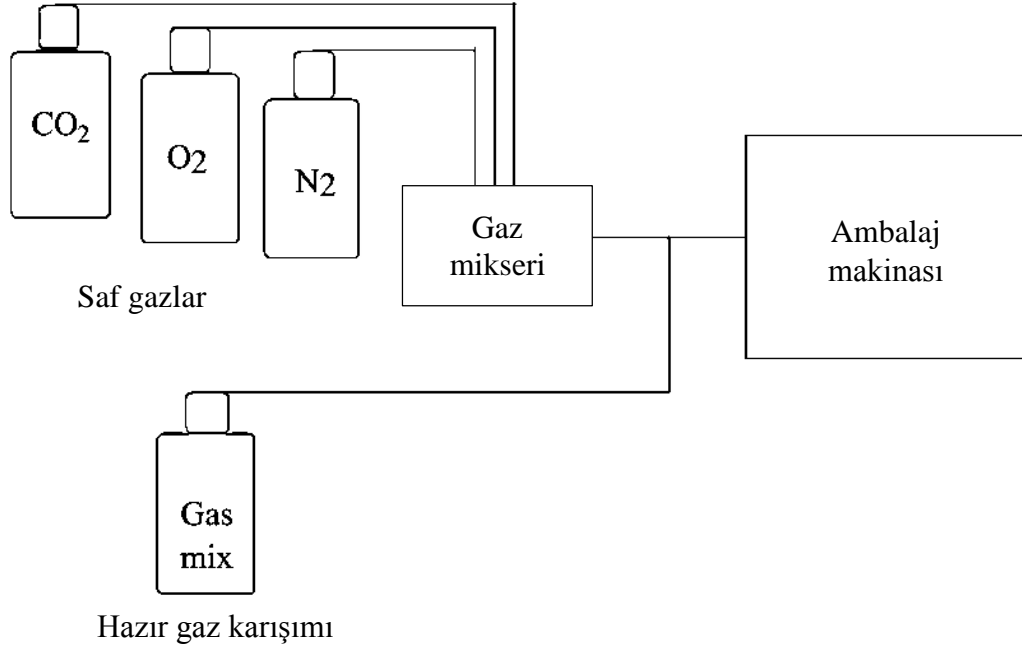 CO2
O2
N2
Saf gazlar
Gaz
mikseri
Ambalaj
makinası
Gas
mix
Hazır gaz karışımı